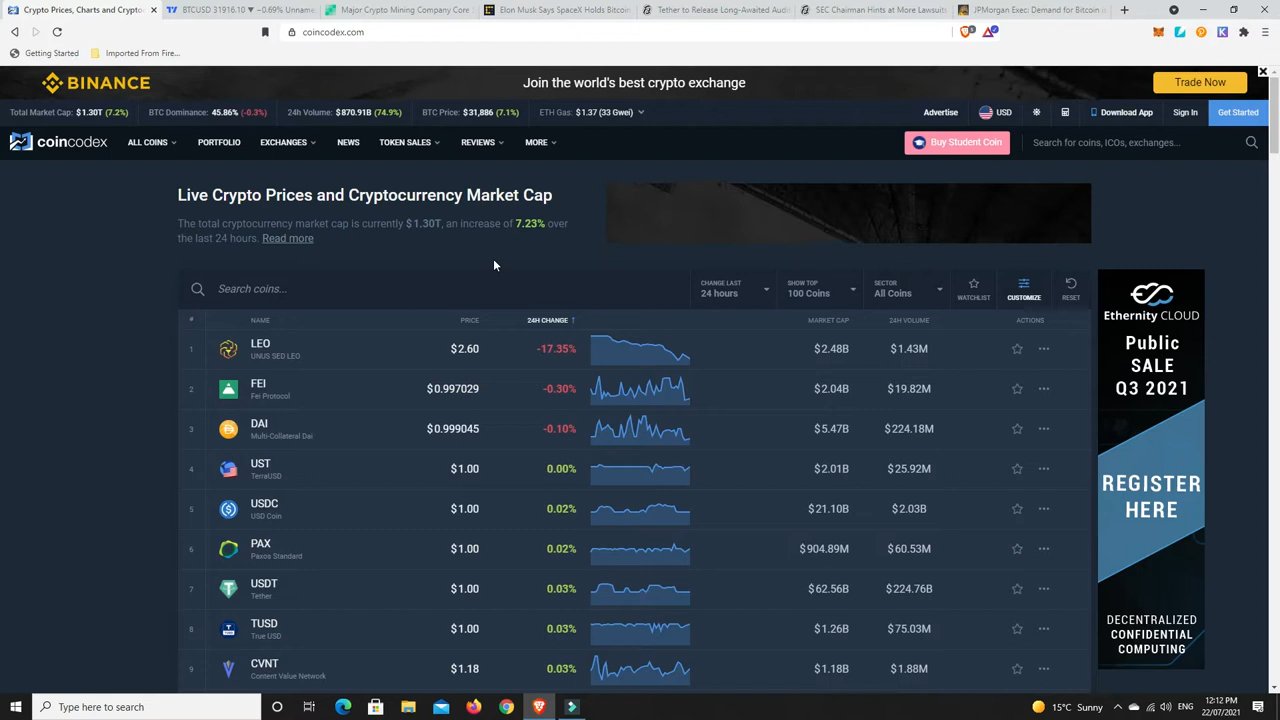 Crypto Prices, Charts and Crypto
BTCUSD 31916.10 −0.69% Unname
Major Crypto Mining Company Core S
Elon Musk Says SpaceX Holds Bitcoin
Tether to Release Long-Awaited Audit
SEC Chairman Hints at More Lawsuits
JPMorgan Exec: Demand for Bitcoin is
coincodex.com
Getting Started
Imported From Fire...
BINANCE
Join the world's best crypto exchange
Trade Now
Total Market Cap: $1.30T (7.2%)
BTC Dominance: 45.86% (-0.3%)
24h Volume: $870.91B (74.9%)
BTC Price: $31,886 (7.1%)
ETH Gas: $1.37 (33 Gwei)
Advertise
USD
Download App
Sign In
Get Started
coincodex
ALL COINS
PORTFOLIO
EXCHANGES
NEWS
TOKEN SALES
REVIEWS
MORE
Buy Student Coin
Search for coins, ICOs, exchanges...
Live Crypto Prices and Cryptocurrency Market Cap
The total cryptocurrency market cap is currently $1.30T, an increase of 7.23% over
the last 24 hours. Read more
Search coins...
CHANGE LAST
24 hours
SHOW TOP
100 Coins
SECTOR
All Coins
WATCHLIST
CUSTOMIZE
RESET
# NAME PRICE 24H CHANGE ↑ MARKET CAP 24H VOLUME ACTIONS
1 LEO $2.60 -17.35% $2.48B $1.43M
UNUS SED LEO
2 FEI $0.997029 -0.30% $2.04B $19.82M
Fei Protocol
3 DAI $0.999045 -0.10% $5.47B $224.18M
Multi-Collateral Dai
4 UST $1.00 0.00% $2.01B $25.92M
TerraUSD
5 USDC $1.00 0.02% $21.10B $2.03B
USD Coin
6 PAX $1.00 0.02% $904.89M $60.53M
Paxos Standard
7 USDT $1.00 0.03% $62.56B $224.76B
Tether
8 TUSD $1.00 0.03% $1.26B $75.03M
True USD
9 CVNT $1.18 0.03% $1.18B $1.88M
Content Value Network
Ethernity CLOUD
Public
SALE
Q3 2021
REGISTER
HERE
DECENTRALIZED
CONFIDENTIAL
COMPUTING
Type here to search
15°C Sunny
ENG
12:12 PM
22/07/2021